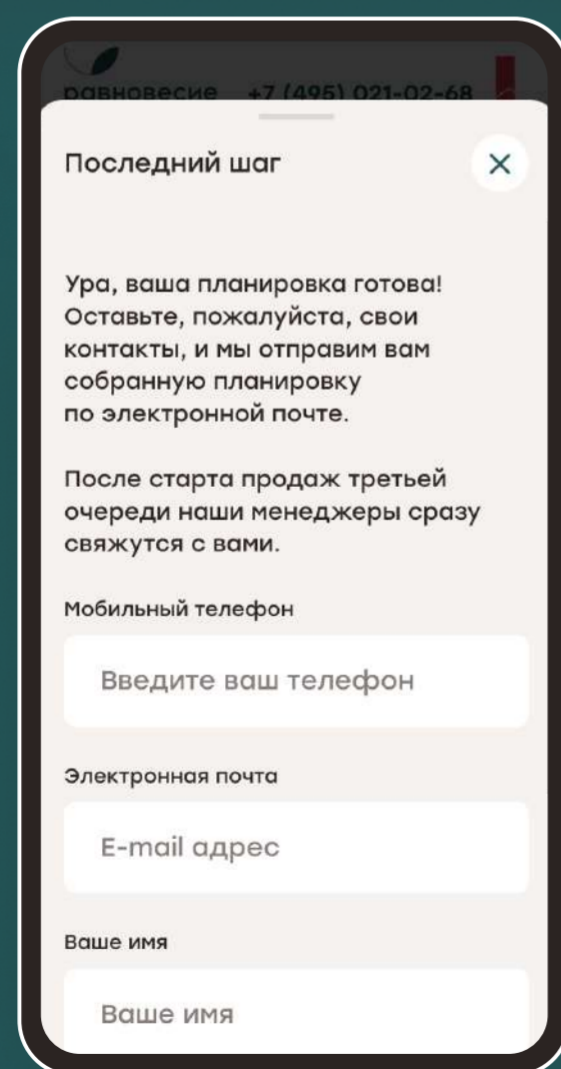 равновесие +7 (495) 021-02-68
Последний шаг
Ура, ваша планировка готова!
Оставьте, пожалуйста, свои
контакты, и мы отправим вам
собранную планировку
по электронной почте.
После старта продаж третьей
очереди наши менеджеры сразу
свяжутся с вами.
Мобильный телефон
Введите ваш телефон
Электронная почта
E-mail адрес
Ваше имя
Ваше имя